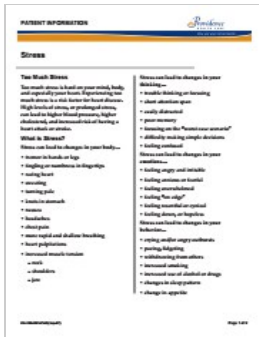 PATIENT INFORMATION
Providence
Stress
Too Much Stress
Too much stress is hard on your mind, body,
and especially your heart. Experiencing too
much stress is a risk factor for heart disease.
High levels of stress, or prolonged stress,
can lead to higher blood pressure, higher
cholesterol, and increased risk of having a
heart attack or stroke.
What is Stress?
Stress can lead to changes in your body...
• tremor in hands or legs
• tingling or numbness in fingertips
• racing heart
• sweating
• turning pale
• knots in stomach
• nausea
• headaches
• chest pain
• more rapid and shallow breathing
• heart palpitations
• increased muscle tension
– neck
– shoulders
– jaw
Stress can lead to changes in your
thinking...
• trouble thinking or focusing
• short attention span
• easily distracted
• poor memory
• focusing on the "worst case scenario"
• difficulty making simple decisions
• feeling confused
Stress can lead to changes in your
emotions...
• feeling angry and irritable
• feeling anxious or fearful
• feeling overwhelmed
• feeling "on edge"
• feeling resentful or cynical
• feeling down, or hopeless
Stress can lead to changes in your
behaviors...
• crying and/or angry outbursts
• pacing, fidgeting
• withdrawing from others
• increased smoking
• increased use of alcohol or drugs
• changes in sleep pattern
• change in appetite